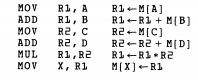 MOV R1, A R1←M[A]
ADD R1, B R1←R1 + M[B]
MOV R2, C R2←M[C]
ADD R2, D R2←R2 + M[D]
MUL R1,R2 R1←R1*R2
MOV X, R1 M[X]←R1